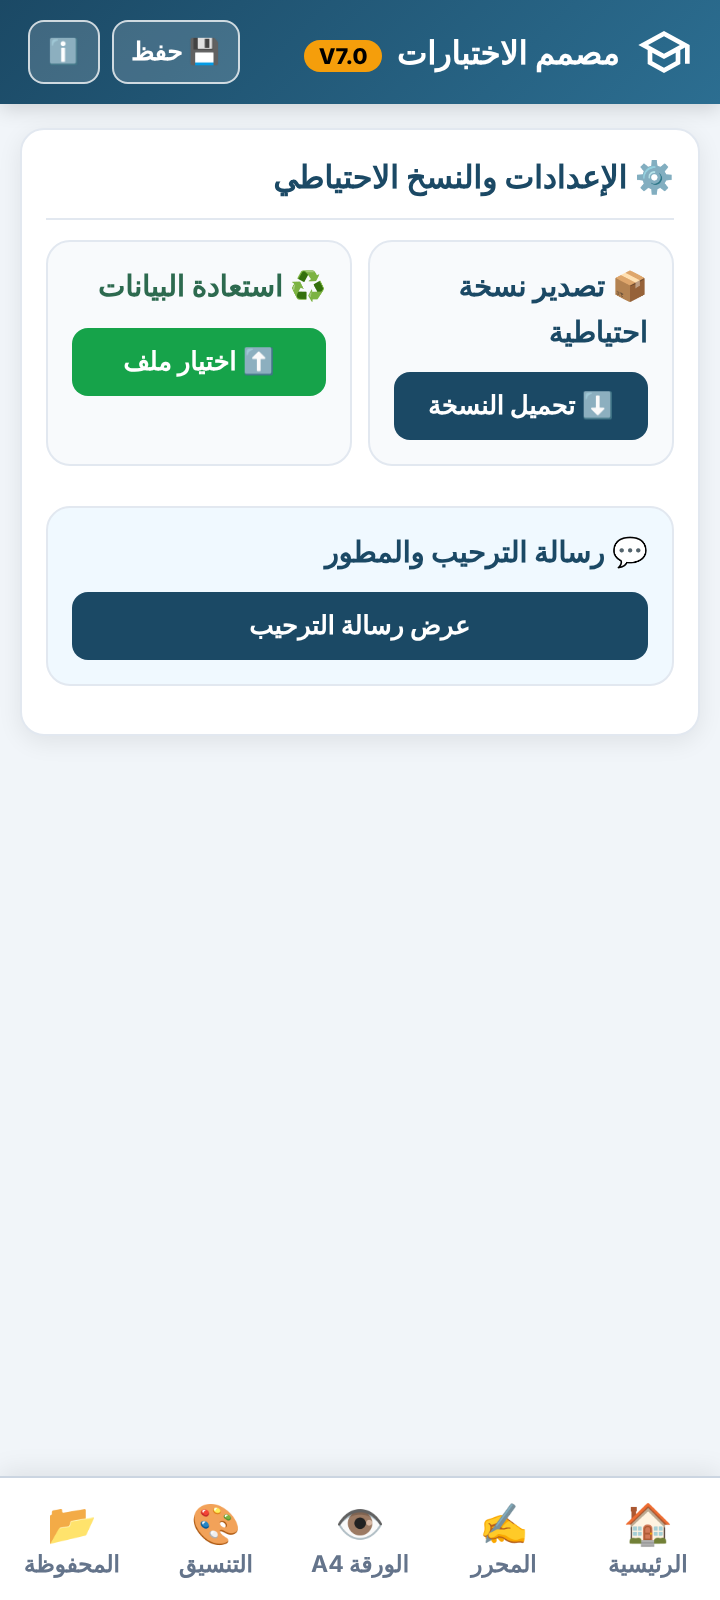 مصمم الاختبارات V7.0
💾 حفظ
ℹ️
⚙️ الإعدادات والنسخ الاحتياطي
📦 تصدير نسخة
احتياطية
⬇️ تحميل النسخة
♻️ استعادة البيانات
⬆️ اختيار ملف
💬 رسالة الترحيب والمطور
عرض رسالة الترحيب
الرئيسية
المحرر
الورقة A4
التنسيق
المحفوظة